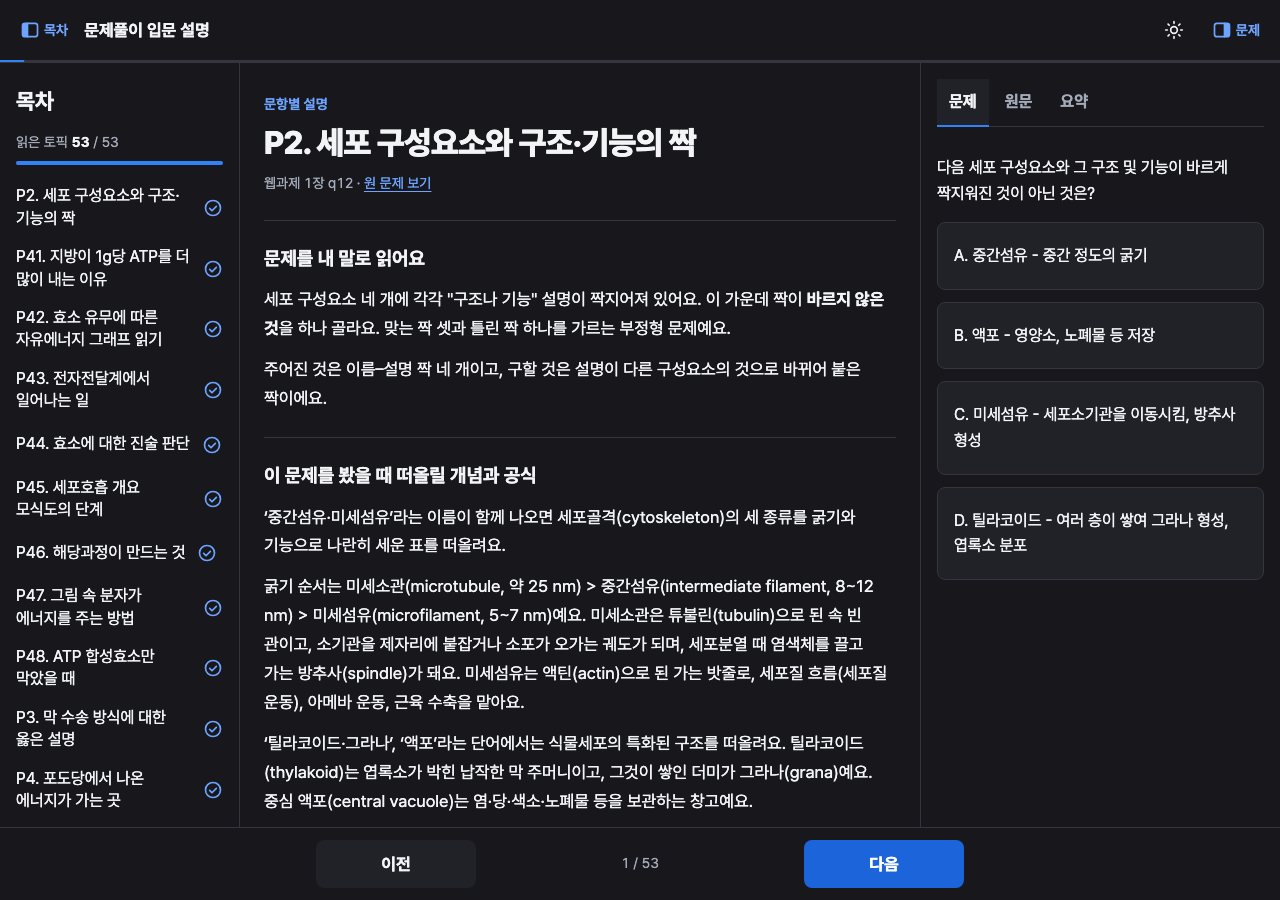 목차
문제풀이 입문 설명
문제
목차
읽은 토픽 53 / 53
P2. 세포 구성요소와 구조·
기능의 짝
P41. 지방이 1g당 ATP를 더
많이 내는 이유
P42. 효소 유무에 따른
자유에너지 그래프 읽기
P43. 전자전달계에서
일어나는 일
P44. 효소에 대한 진술 판단
P45. 세포호흡 개요
모식도의 단계
P46. 해당과정이 만드는 것
P47. 그림 속 분자가
에너지를 주는 방법
P48. ATP 합성효소만
막았을 때
P3. 막 수송 방식에 대한
옳은 설명
P4. 포도당에서 나온
에너지가 가는 곳
문항별 설명
P2. 세포 구성요소와 구조·기능의 짝
웹과제 1장 q12 · 원 문제 보기
문제를 내 말로 읽어요
세포 구성요소 네 개에 각각 "구조나 기능" 설명이 짝지어져 있어요. 이 가운데 짝이 바르지 않은
것을 하나 골라요. 맞는 짝 셋과 틀린 짝 하나를 가르는 부정형 문제예요.
주어진 것은 이름–설명 짝 네 개이고, 구할 것은 설명이 다른 구성요소의 것으로 바뀌어 붙은
짝이에요.
이 문제를 봤을 때 떠올릴 개념과 공식
‘중간섬유·미세섬유’라는 이름이 함께 나오면 세포골격(cytoskeleton)의 세 종류를 굵기와
기능으로 나란히 세운 표를 떠올려요.
굵기 순서는 미세소관(microtubule, 약 25 nm) > 중간섬유(intermediate filament, 8~12
nm) > 미세섬유(microfilament, 5~7 nm)예요. 미세소관은 튜불린(tubulin)으로 된 속 빈
관이고, 소기관을 제자리에 붙잡거나 소포가 오가는 궤도가 되며, 세포분열 때 염색체를 끌고
가는 방추사(spindle)가 돼요. 미세섬유는 액틴(actin)으로 된 가는 밧줄로, 세포질 흐름(세포질
운동), 아메바 운동, 근육 수축을 맡아요.
‘틸라코이드·그라나’, ‘액포’라는 단어에서는 식물세포의 특화된 구조를 떠올려요. 틸라코이드
(thylakoid)는 엽록소가 박힌 납작한 막 주머니이고, 그것이 쌓인 더미가 그라나(grana)예요.
중심 액포(central vacuole)는 염·당·색소·노폐물 등을 보관하는 창고예요.
문제
원문
요약
다음 세포 구성요소와 그 구조 및 기능이 바르게
짝지워진 것이 아닌 것은?
A. 중간섬유 - 중간 정도의 굵기
B. 액포 - 영양소, 노폐물 등 저장
C. 미세섬유 - 세포소기관을 이동시킴, 방추사
형성
D. 틸라코이드 - 여러 층이 쌓여 그라나 형성,
엽록소 분포
이전
1 / 53
다음